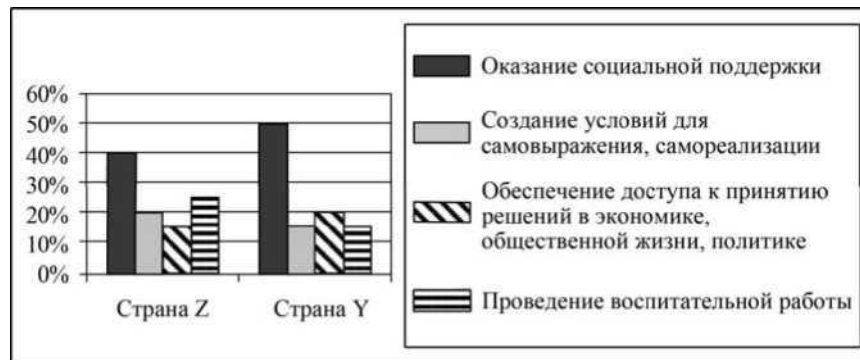 60%
50%
40%
30%
20%
10%
0%
Страна Z
Страна Y
Оказание социальной поддержки
Создание условий для
самовыражения, самореализации
Обеспечение доступа к принятию
решений в экономике,
общественной жизни, политике
Проведение воспитательной работы